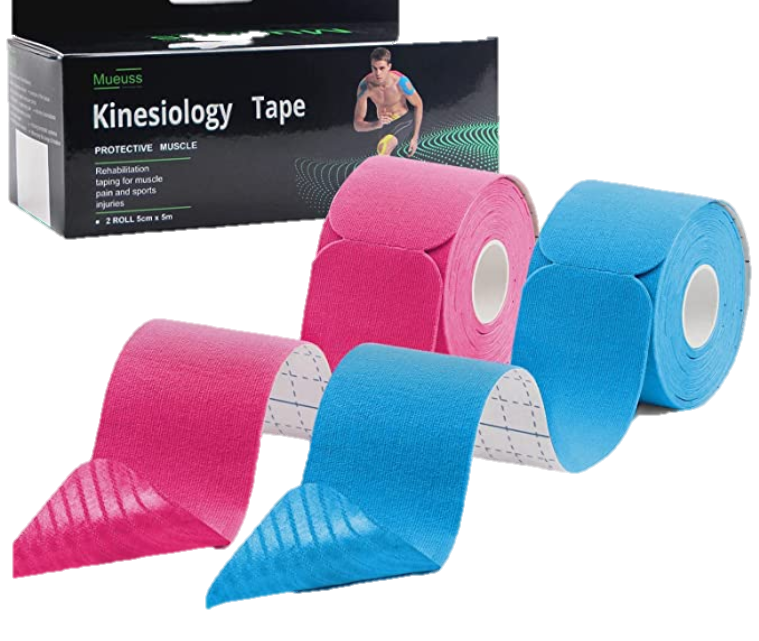 Mueuss
Kinesiology Tape
PROTECTIVE MUSCLE
Rehabilitation
taping for muscle
pain and sports
injuries
▪ 2 ROLL 5cm x 5m